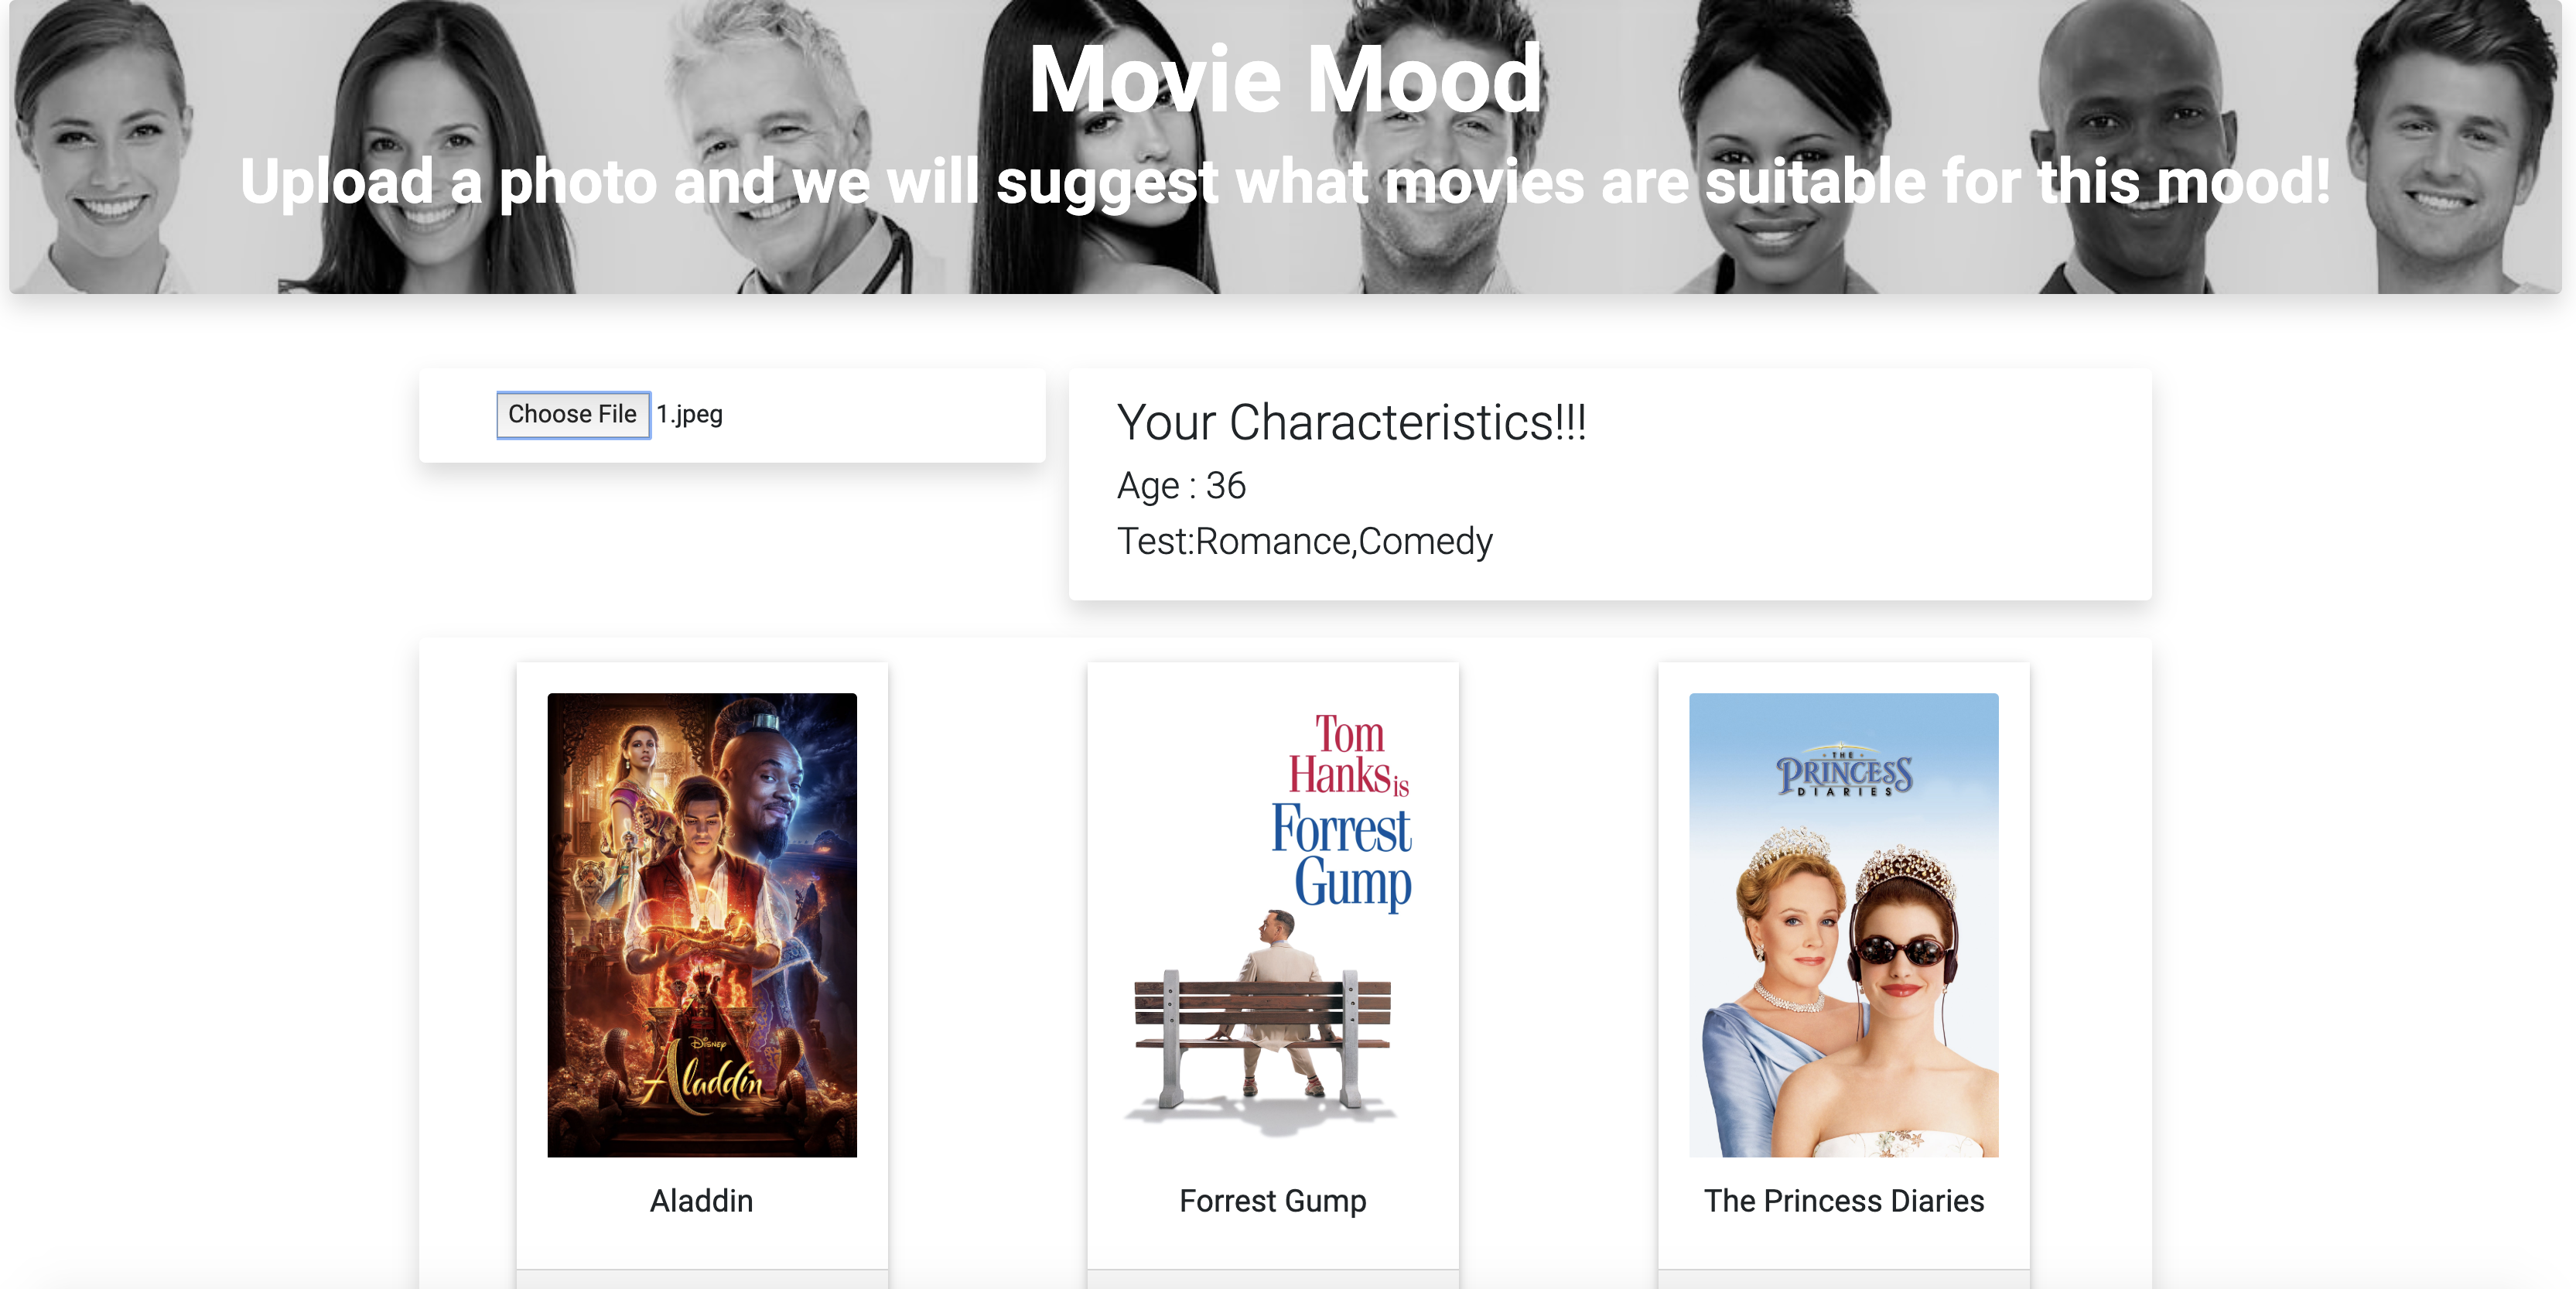 Movie Mood
Upload a photo and we will suggest what movies are suitable for this mood!
Choose File 1.jpeg
Your Characteristics!!!
Age : 36
Test:Romance,Comedy
DISNEY
Aladdin
Aladdin
Tom
Hanks is
Forrest
Gump
Forrest Gump
THE
PRINCESS
DIARIES
The Princess Diaries